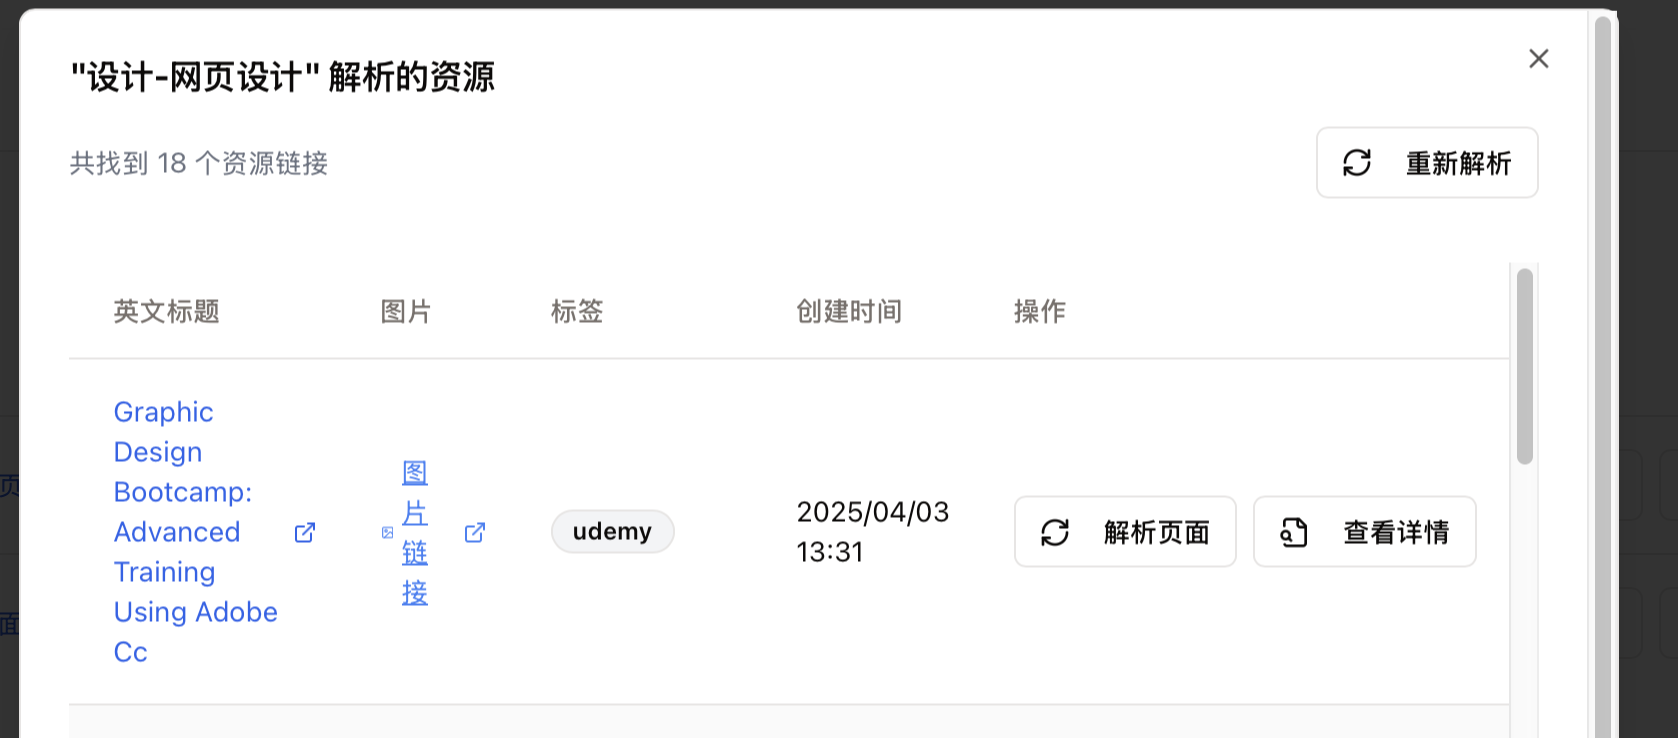 "设计-网页设计" 解析的资源
共找到 18 个资源链接
重新解析
英文标题
图片
标签
创建时间
操作
Graphic
Design
Bootcamp:
Advanced
Training
Using Adobe
Cc
图
片
链
接
udemy
2025/04/03
13:31
解析页面
查看详情
页
面